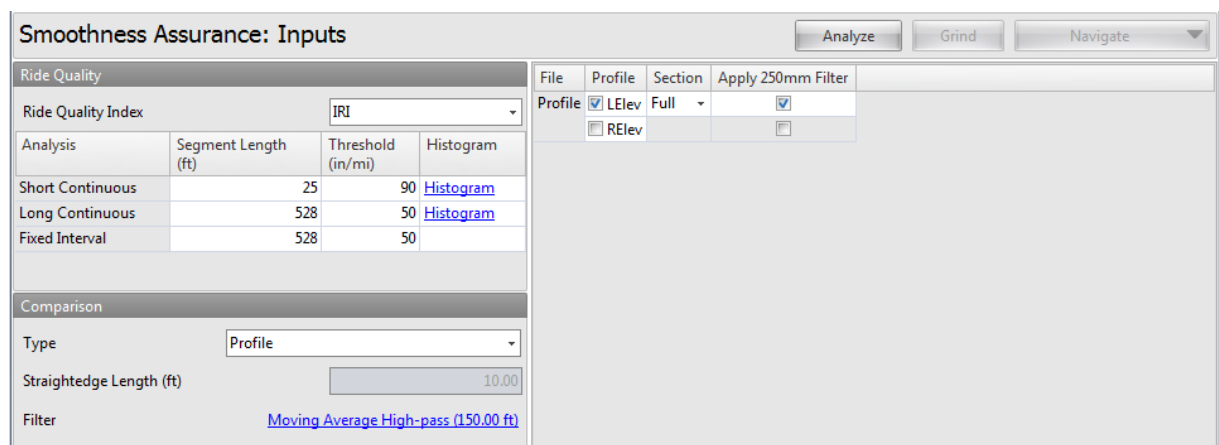 Smoothness Assurance: Inputs
Analyze Grind Navigate
Ride Quality
Ride Quality Index IRI
Analysis Segment Length (ft) Threshold (in/mi) Histogram
Short Continuous 25 90 Histogram
Long Continuous 528 50 Histogram
Fixed Interval 528 50
Comparison
Type Profile
Straightedge Length (ft) 10.00
Filter Moving Average High-pass (150.00 ft)
File Profile Section Apply 250mm Filter
Profile LElev Full
RElev